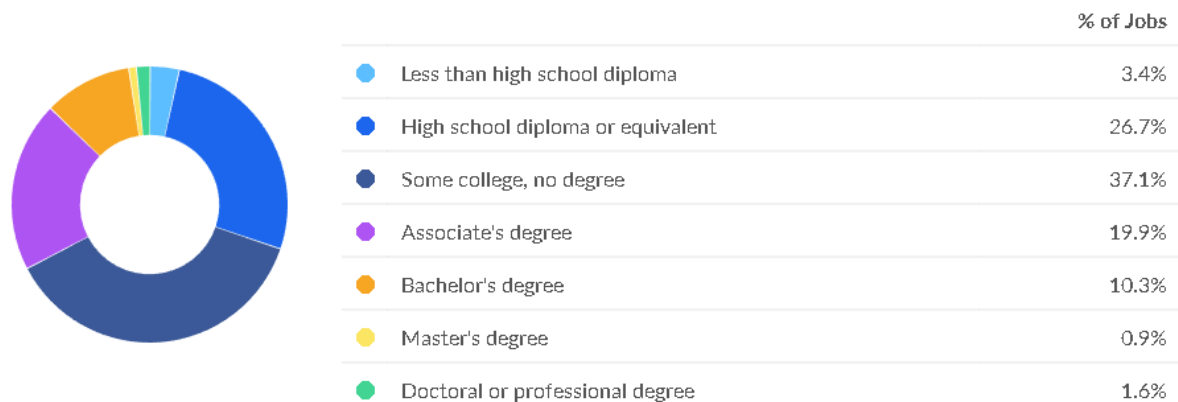 % of Jobs
Less than high school diploma 3.4%
High school diploma or equivalent 26.7%
Some college, no degree 37.1%
Associate's degree 19.9%
Bachelor's degree 10.3%
Master's degree 0.9%
Doctoral or professional degree 1.6%